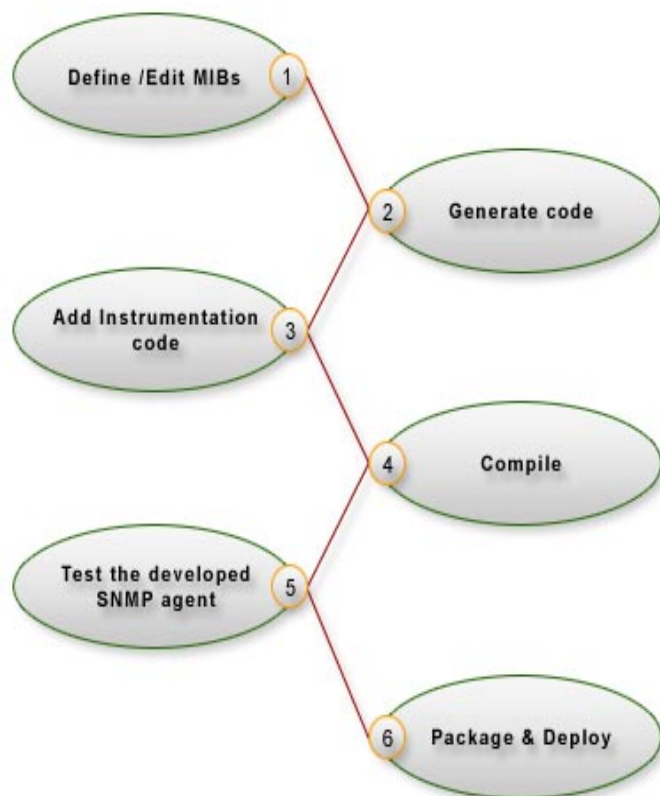 Define /Edit MIBs
1
2
Generate code
Add Instrumentation
code
3
4
Compile
Test the developed
SNMP agent
5
6
Package & Deploy